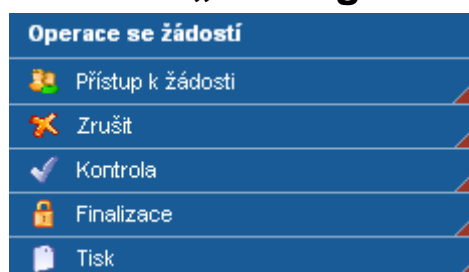 Operace se žádostí
Přístup k žádosti
Zrušit
Kontrola
Finalizace
Tisk